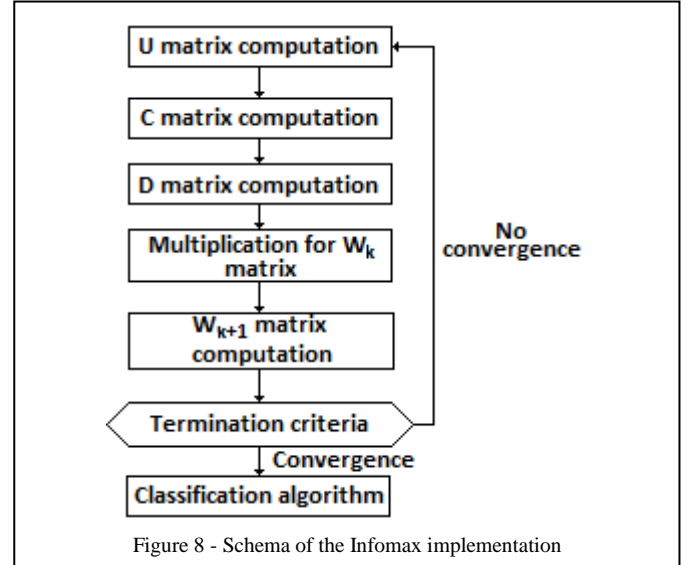 U matrix computation
C matrix computation
D matrix computation
Multiplication for Wk
matrix
Wk+1 matrix
computation
No
convergence
Termination criteria
Convergence
Classification algorithm
Figure 8 - Schema of the Infomax implementation